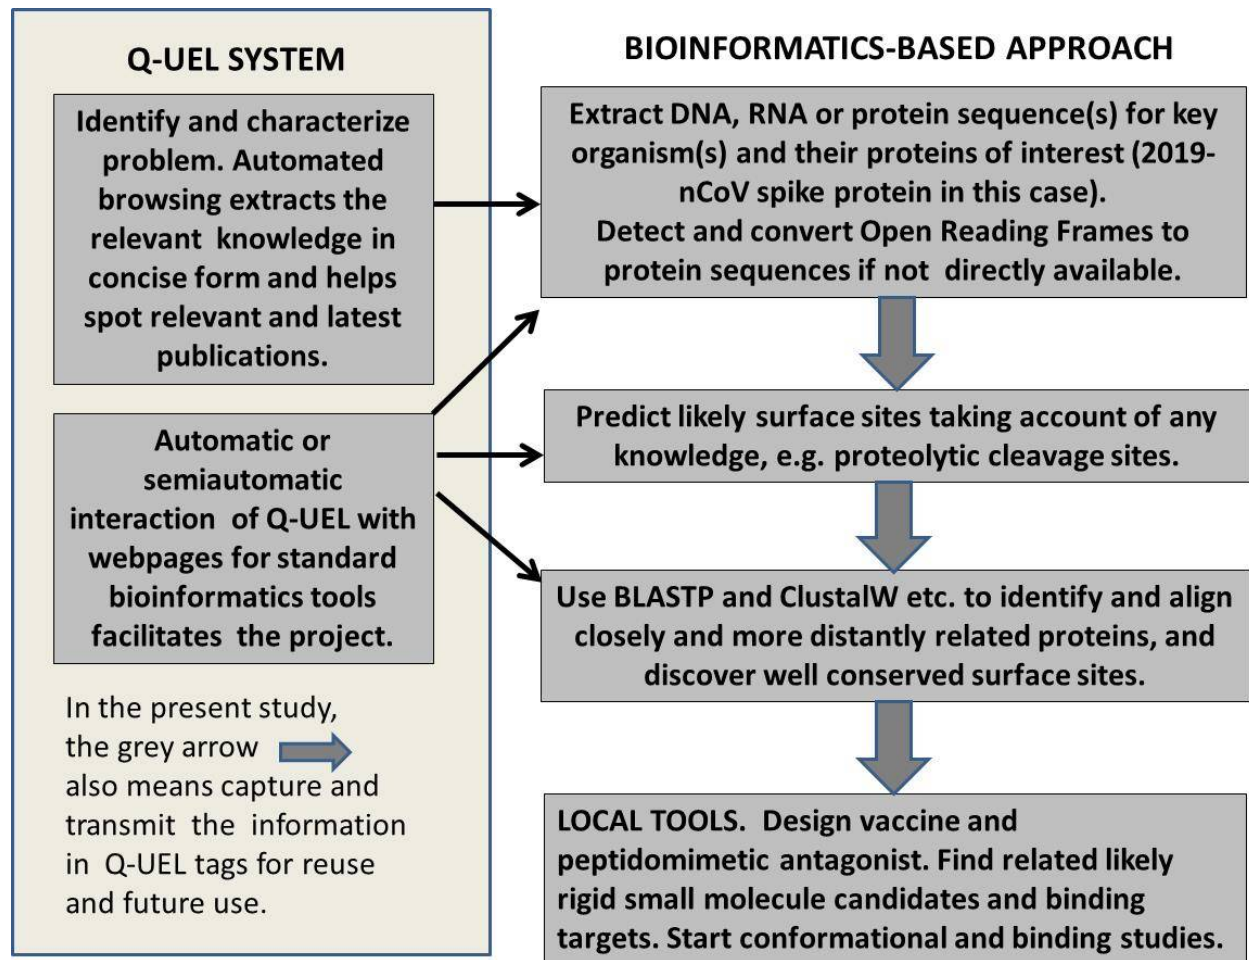 Q-UEL SYSTEM
Identify and characterize
problem. Automated
browsing extracts the
relevant knowledge in
concise form and helps
spot relevant and latest
publications.
Automatic or
semiautomatic
interaction of Q-UEL with
webpages for standard
bioinformatics tools
facilitates the project.
In the present study,
the grey arrow
also means capture and
transmit the information
in Q-UEL tags for reuse
and future use.
BIOINFORMATICS-BASED APPROACH
Extract DNA, RNA or protein sequence(s) for key
organism(s) and their proteins of interest (2019-
nCoV spike protein in this case).
Detect and convert Open Reading Frames to
protein sequences if not directly available.
Predict likely surface sites taking account of any
knowledge, e.g. proteolytic cleavage sites.
Use BLASTP and ClustalW etc. to identify and align
closely and more distantly related proteins, and
discover well conserved surface sites.
LOCAL TOOLS. Design vaccine and
peptidomimetic antagonist. Find related likely
rigid small molecule candidates and binding
targets. Start conformational and binding studies.